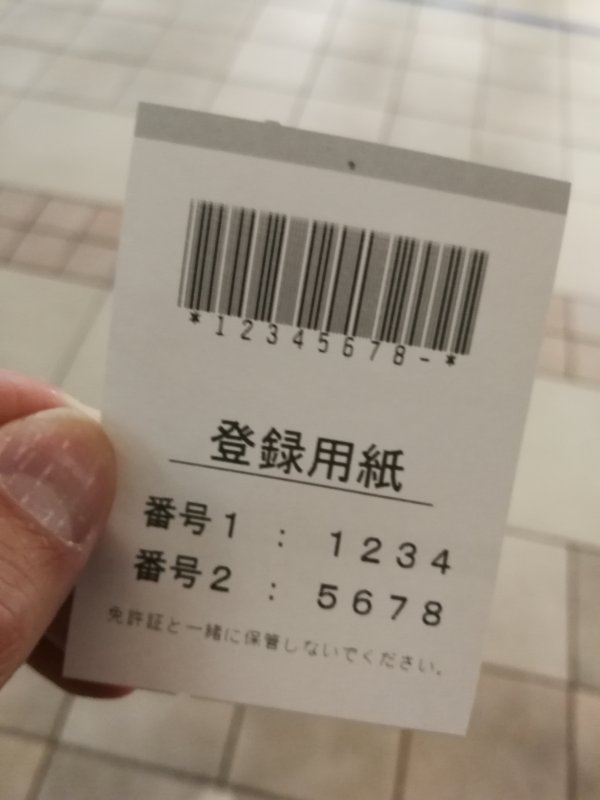 *12345678-*
登録用紙
番号1 : 1234
番号2 : 5678
免許証と一緒に保管しないでください。